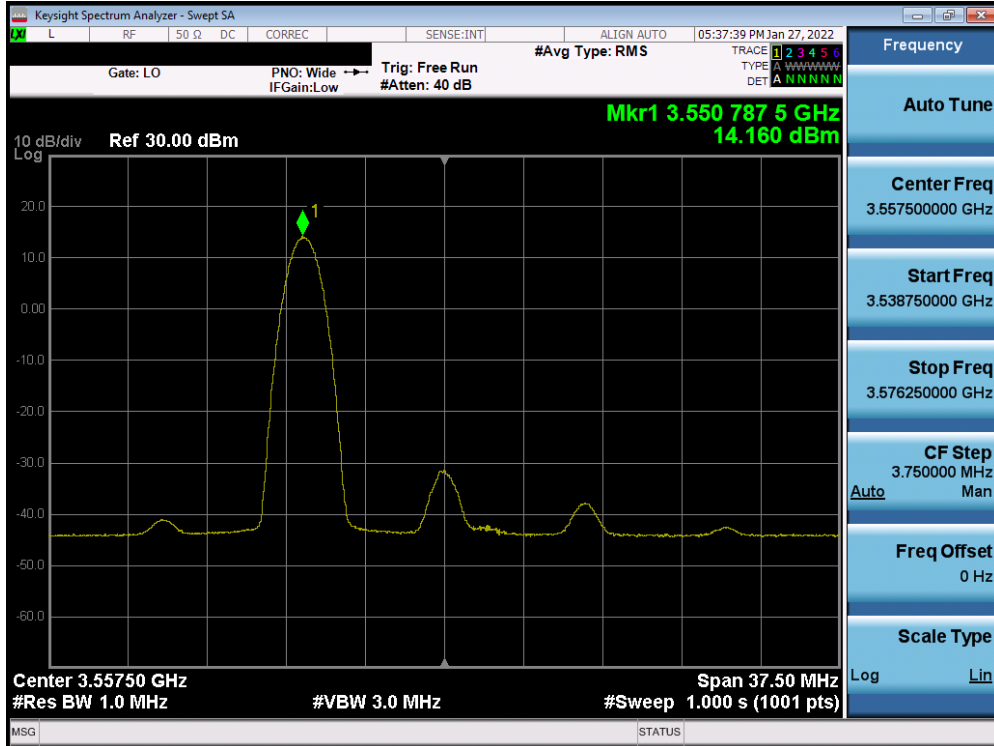 Keysight Spectrum Analyzer - Swept SA
LXI L RF 50 Ω DC CORREC SENSE:INT ALIGN AUTO 05:37:39 PM Jan 27, 2022
Gate: LO PNO: Wide Trig: Free Run #Avg Type: RMS TRACE 1 2 3 4 5 6
IFGain:Low #Atten: 40 dB TYPE A WWWWW
DET A N N N N N
Mkr1 3.550 787 5 GHz
14.160 dBm
10 dB/div Ref 30.00 dBm
Log
20.0
10.0
0.00
-10.0
-20.0
-30.0
-40.0
-50.0
-60.0
1
Center 3.55750 GHz Span 37.50 MHz
#Res BW 1.0 MHz #VBW 3.0 MHz #Sweep 1.000 s (1001 pts)
MSG STATUS
Frequency
Auto Tune
Center Freq
3.557500000 GHz
Start Freq
3.538750000 GHz
Stop Freq
3.576250000 GHz
CF Step
3.750000 MHz
Auto Man
Freq Offset
0 Hz
Scale Type
Log Lin